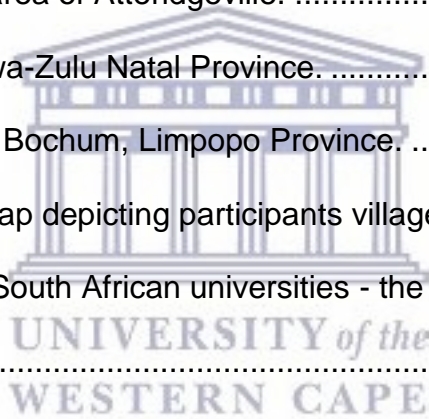 area of Atteridgeville. ..................
wa-Zulu Natal Province. ............
Bochum, Limpopo Province. ..
ap depicting participants village
South African universities - the
UNIVERSITY of the
................................................
WESTERN CAPE